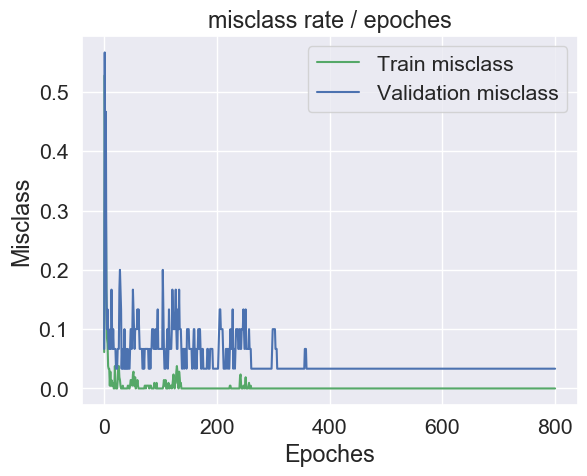 misclass rate / epoches
Train misclass
Validation misclass
Misclass
0.5
0.4
0.3
0.2
0.1
0.0
0 200 400 600 800
Epoches